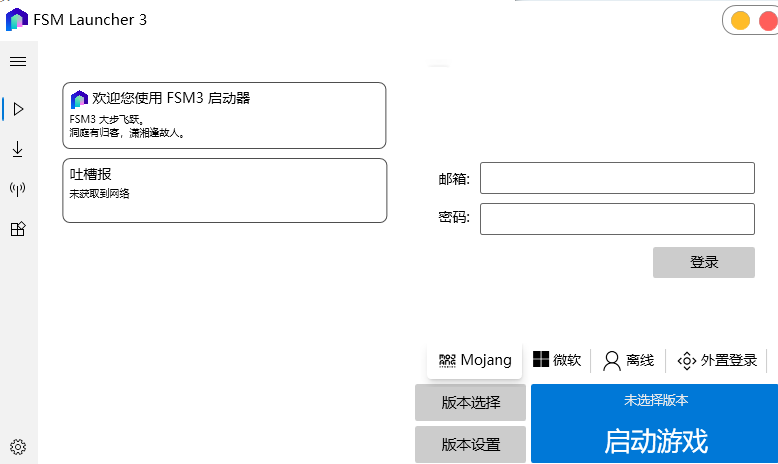 FSM Launcher 3
欢迎您使用 FSM3 启动器
FSM3 大步飞跃。
洞庭有归客，潇湘逢故人。
吐槽报
未获取到网络
邮箱:
密码:
登录
Mojang
微软
离线
外置登录
版本选择
版本设置
未选择版本
启动游戏